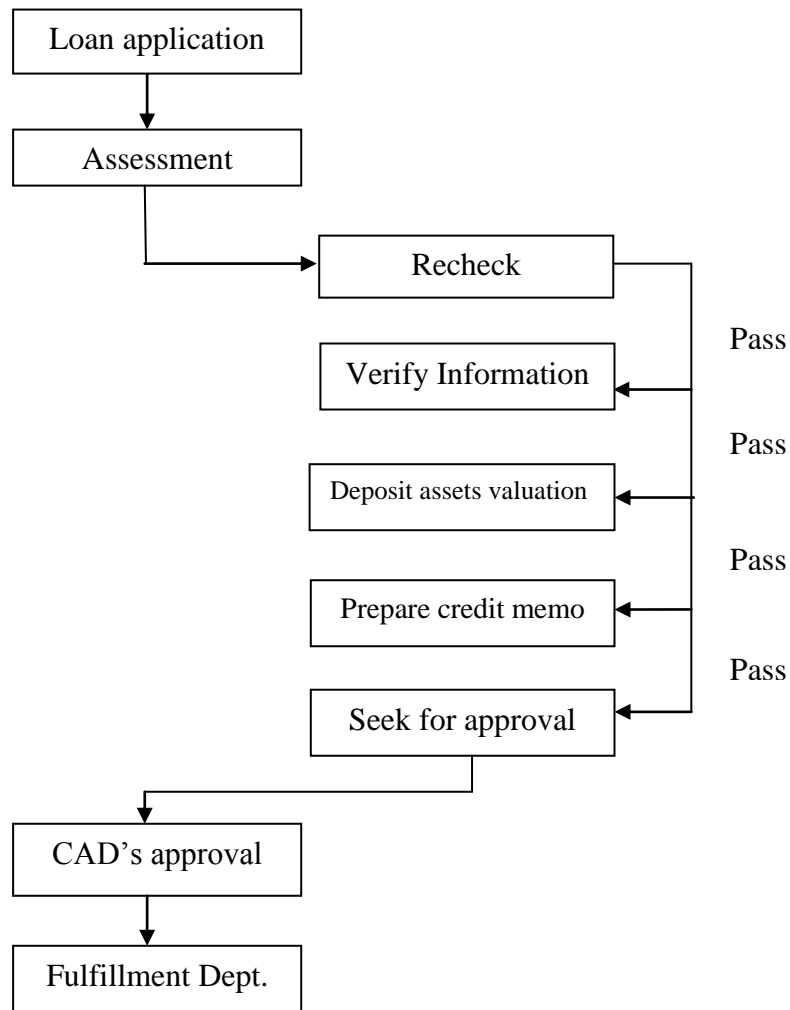 Loan application
Assessment
Recheck
Pass
Verify Information
Pass
Deposit assets valuation
Pass
Prepare credit memo
Pass
Seek for approval
CAD’s approval
Fulfillment Dept.